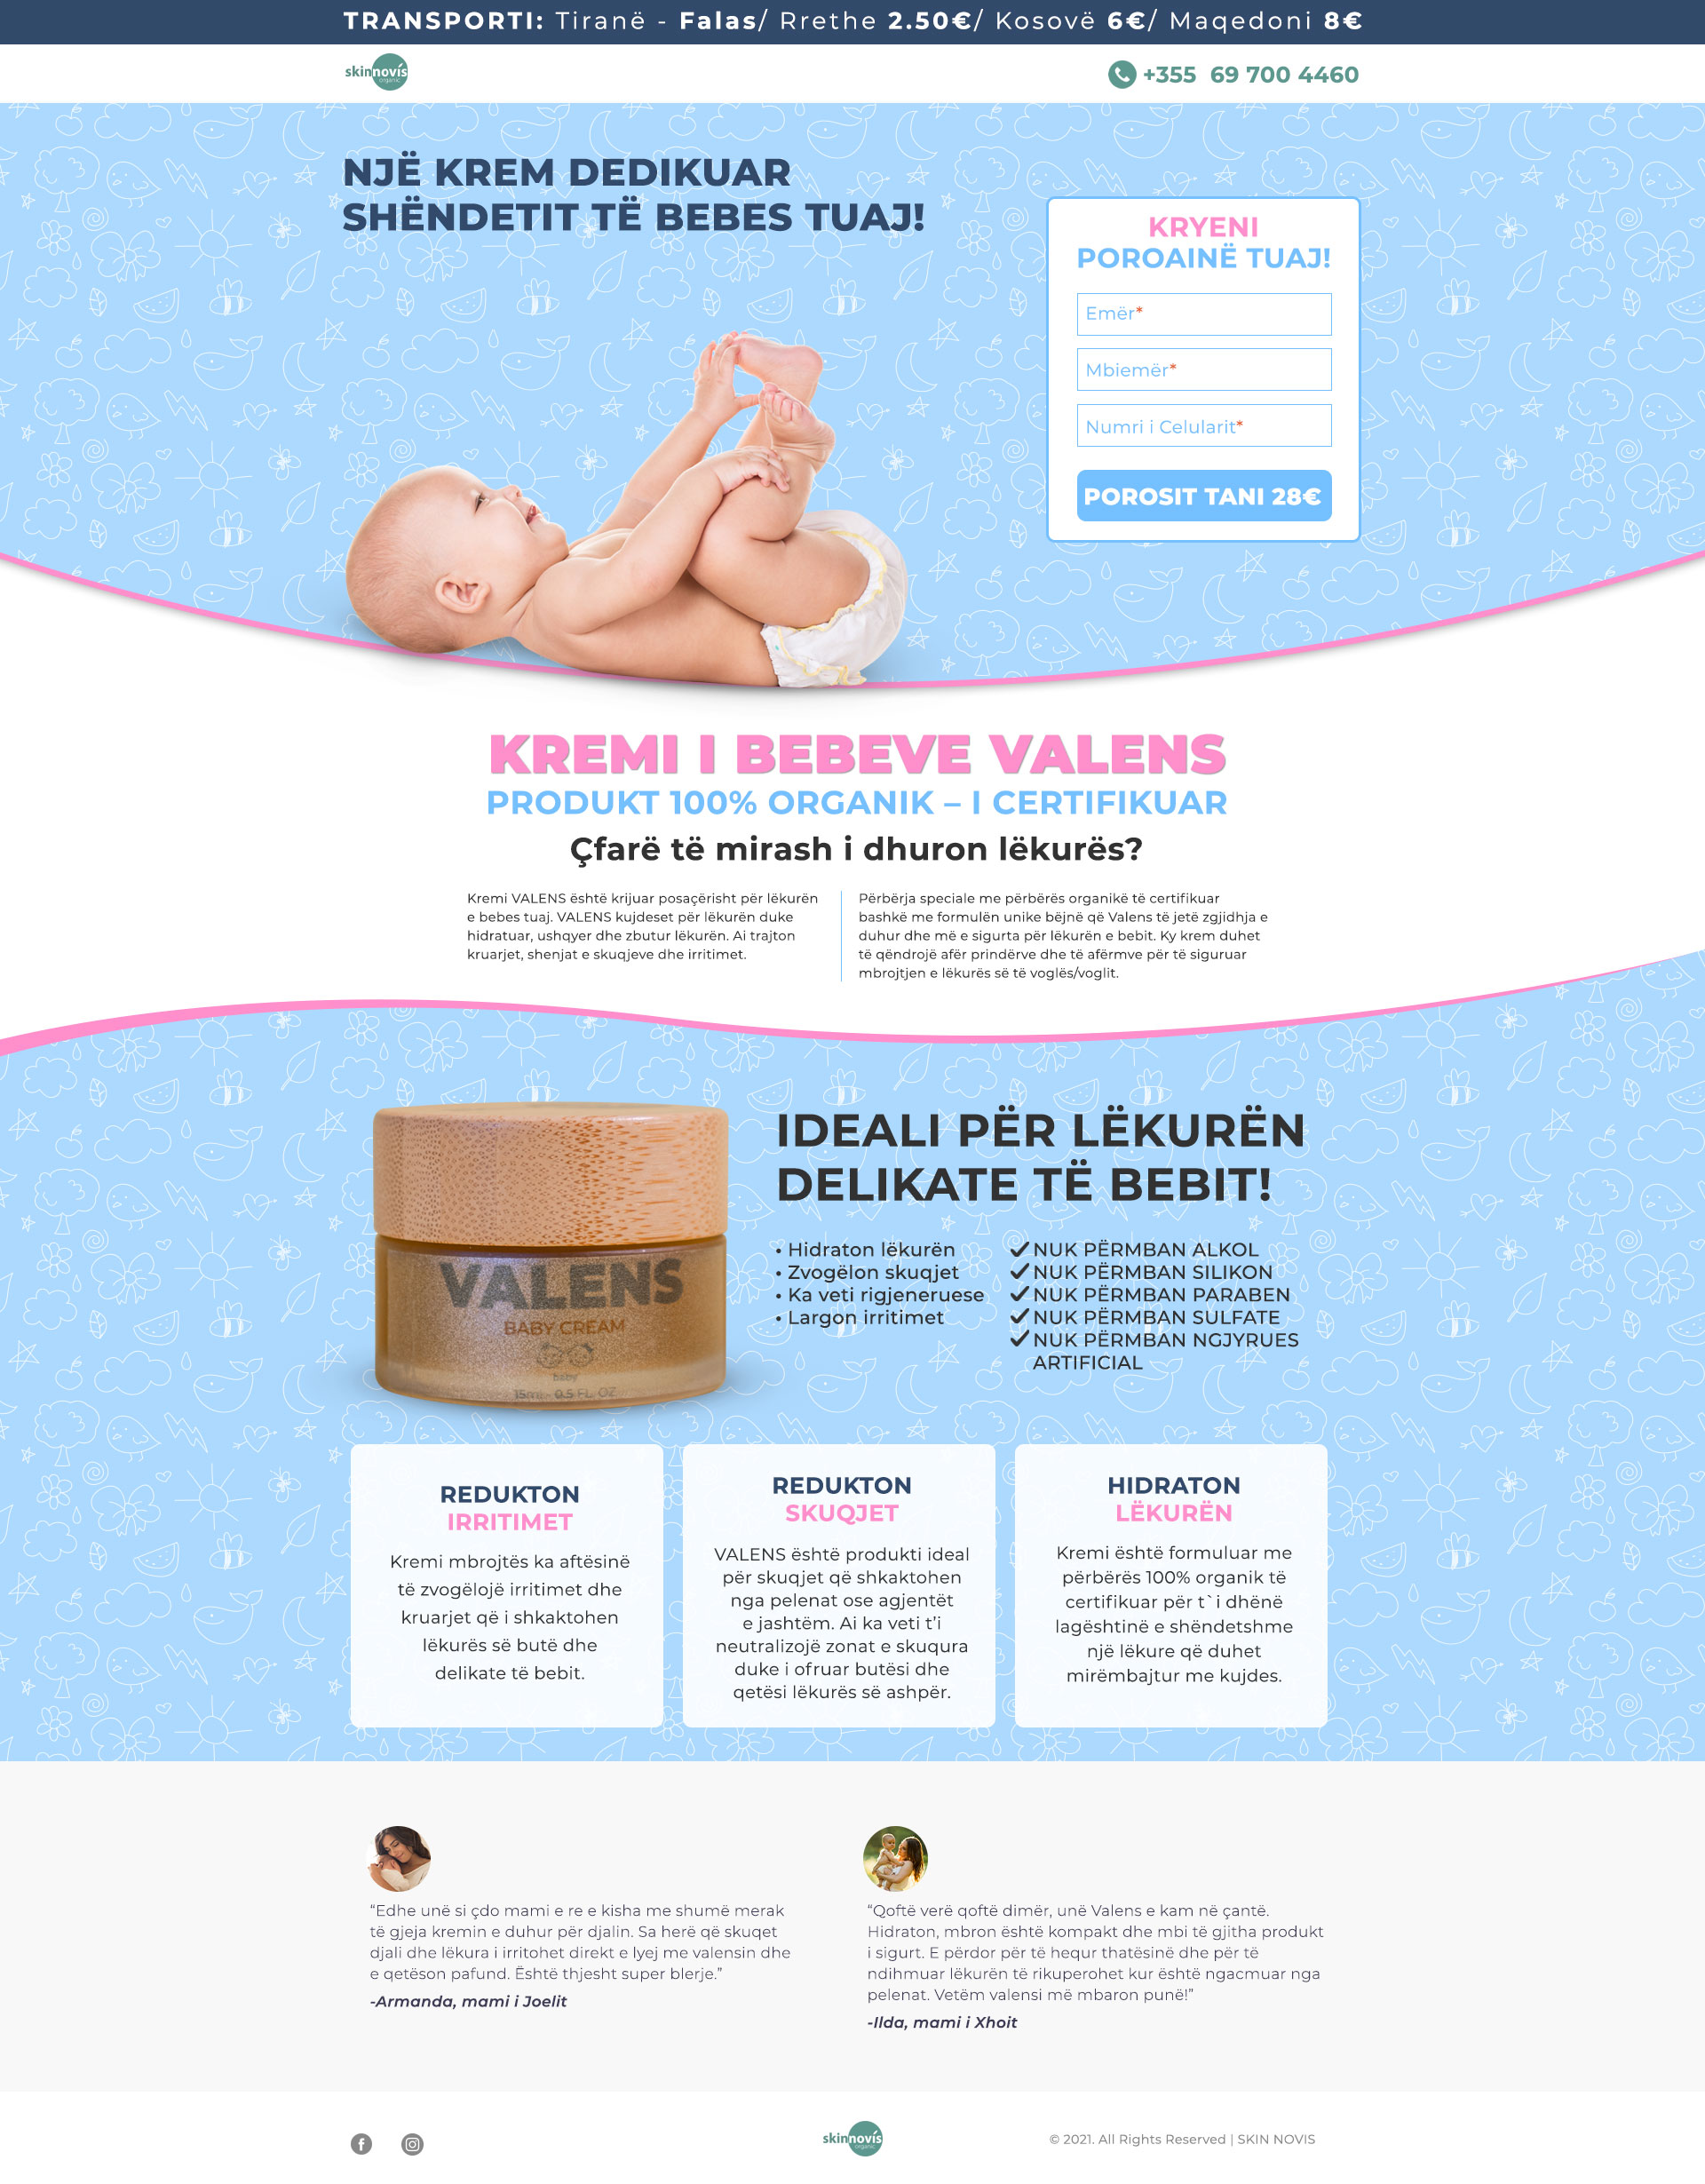 TRANSPORTI: Tiranë - Falas/ Rrethe 2.50€/ Kosovë 6€/ Maqedoni 8€
skinnovis
organic
+355 69 700 4460
NJË KREM DEDIKUAR
SHËNDETIT TË BEBES TUAJ!
KRYENI
POROAINË TUAJ!
Emër*
Mbiemër*
Numri i Celularit*
POROSIT TANI 28€
KREMI I BEBEVE VALENS
PRODUKT 100% ORGANIK – I CERTIFIKUAR
Çfarë të mirash i dhuron lëkurës?
Kremi VALENS është krijuar posaçërisht për lëkurën
e bebes tuaj. VALENS kujdeset për lëkurën duke
hidratuar, ushqyer dhe zbutur lëkurën. Ai trajton
kruarjet, shenjat e skuqjeve dhe irritimet.
Përbërja speciale me përbërës organikë të certifikuar
bashkë me formulën unike bëjnë që Valens të jetë zgjidhja e
duhur dhe më e sigurta për lëkurën e bebit. Ky krem duhet
të qëndrojë afër prindërve dhe të afërmve për të siguruar
mbrojtjen e lëkurës së të voglës/voglit.
VALENS
BABY CREAM
baby
15ml - 0.5 FL. OZ.
IDEALI PËR LËKURËN
DELIKATE TË BEBIT!
• Hidraton lëkurën
• Zvogëlon skuqjet
• Ka veti rigjeneruese
• Largon irritimet
✓ NUK PËRMBAN ALKOL
✓ NUK PËRMBAN SILIKON
✓ NUK PËRMBAN PARABEN
✓ NUK PËRMBAN SULFATE
✓ NUK PËRMBAN NGJYRUES
ARTIFICIAL
REDUKTON
IRRITIMET
Kremi mbrojtës ka aftësinë
të zvogëlojë irritimet dhe
kruarjet që i shkaktohen
lëkurës së butë dhe
delikate të bebit.
REDUKTON
SKUQJET
VALENS është produkti ideal
për skuqjet që shkaktohen
nga pelenat ose agjentët
e jashtëm. Ai ka veti t'i
neutralizojë zonat e skuqura
duke i ofruar butësi dhe
qetësi lëkurës së ashpër.
HIDRATON
LËKURËN
Kremi është formuluar me
përbërës 100% organik të
certifikuar për t`i dhënë
lagështinë e shëndetshme
një lëkure që duhet
mirëmbajtur me kujdes.
“Edhe unë si çdo mami e re e kisha me shumë merak
të gjeja kremin e duhur për djalin. Sa herë që skuqet
djali dhe lëkura i irritohet direkt e lyej me valensin dhe
e qetëson pafund. Është thjesht super blerje.”
-Armanda, mami i Joelit
“Qoftë verë qoftë dimër, unë Valens e kam në çantë.
Hidraton, mbron është kompakt dhe mbi të gjitha produkt
i sigurt. E përdor për të hequr thatësinë dhe për të
ndihmuar lëkurën të rikuperohet kur është ngacmuar nga
pelenat. Vetëm valensi më mbaron punë!”
-Ilda, mami i Xhoit
skinnovis
organic
© 2021. All Rights Reserved | SKIN NOVIS